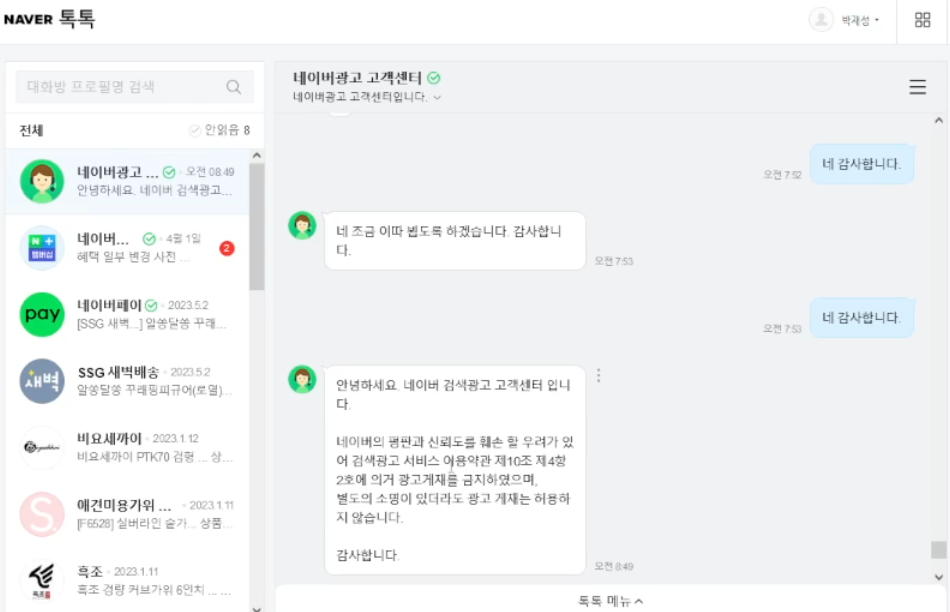 NAVER 톡톡
박재성
대화방 프로필명 검색
전체
안읽음 8
네이버광고 ... 오전 08:49
안녕하세요. 네이버 검색광고...
네이버... 4월 1일
혜택 일부 변경 사전 ...
2
N +
멤버십
pay
네이버페이 2023.5.2
[SSG 새벽...] 알쏭달쏭 꾸래...
새벽
SSG 새벽배송 2023.5.2
알쏭달쏭 꾸래핑피규어(로열)...
비요세까이 2023.1.12
비요세까이 PTK70 검형 ... 상...
S
애견미용가위 ... 2023.1.11
[F6528] 실버라인 숱가... 상품...
흑조
흑조 2023.1.11
흑조 경량 커브가위 6인치 ... ...
네이버광고 고객센터
네이버광고 고객센터입니다.
네 감사합니다.
오전 7:52
네 조금 이따 뵙도록 하겠습니다. 감사합니
다.
오전 7:53
네 감사합니다.
오전 7:53
안녕하세요. 네이버 검색광고 고객센터 입니
다.
네이버의 평판과 신뢰도를 훼손 할 우려가 있
어 검색광고 서비스 이용약관 제10조 제4항
2호에 의거 광고게재를 금지하였으며,
별도의 소명이 있더라도 광고 게재는 허용하
지 않습니다.
감사합니다.
오전 8:49
톡톡 메뉴